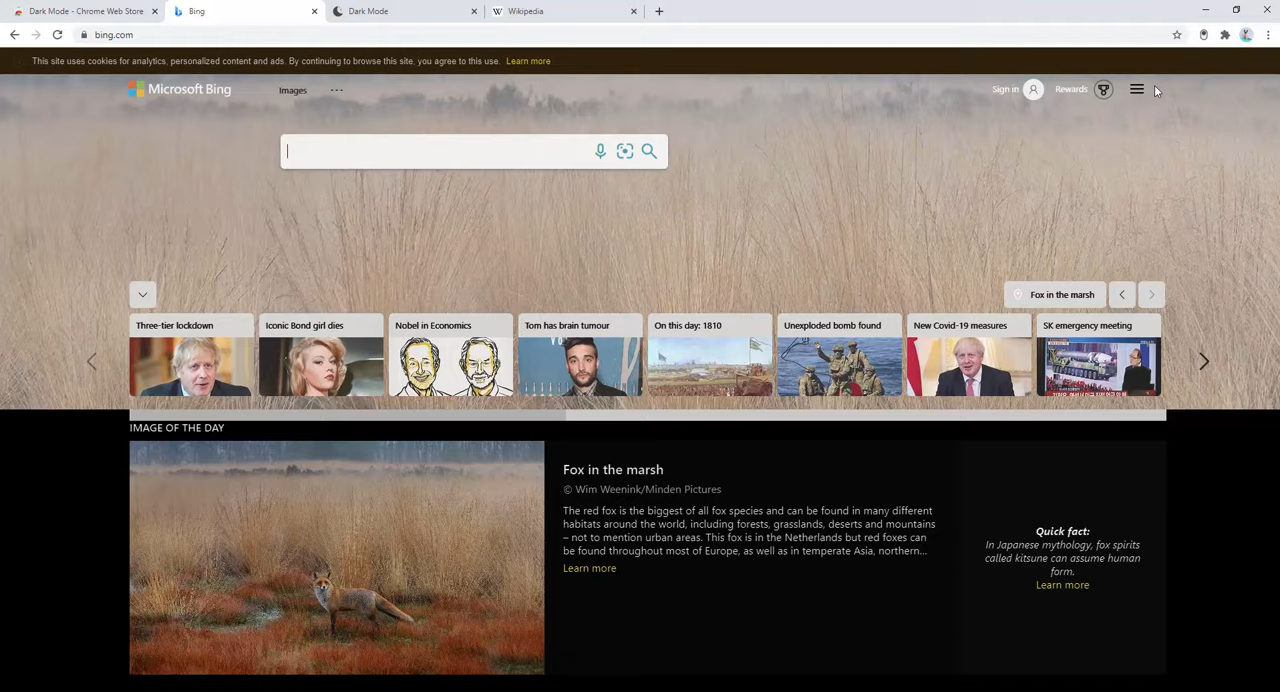 Dark Mode - Chrome Web Store
Bing
Dark Mode
Wikipedia
bing.com
This site uses cookies for analytics, personalized content and ads. By continuing to browse this site, you agree to this use. Learn more
Microsoft Bing
Images
Sign in
Rewards
Fox in the marsh
Three-tier lockdown
Iconic Bond girl dies
Nobel in Economics
Tom has brain tumour
On this day: 1810
Unexploded bomb found
New Covid-19 measures
SK emergency meeting
IMAGE OF THE DAY
Fox in the marsh
© Wim Weenink/Minden Pictures
The red fox is the biggest of all fox species and can be found in many different
habitats around the world, including forests, grasslands, deserts and mountains
– not to mention urban areas. This fox is in the Netherlands but red foxes can
be found throughout most of Europe, as well as in temperate Asia, northern...
Learn more
Quick fact:
In Japanese mythology, fox spirits
called kitsune can assume human
form.
Learn more